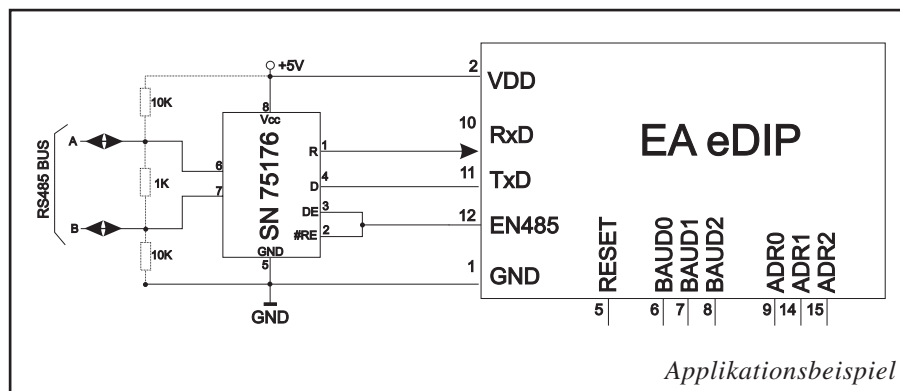 +5V
2
VDD
10K
8
Vcc
10
RxD
EA eDIP
RS485 BUS
A
6
SN 75176
R
1
11
TxD
1K
D
4
7
DE
3
12
EN485
B
#RE
2
10K
GND
5
1
GND
GND
RESET
BAUD0
BAUD1
BAUD2
ADR0
ADR1
ADR2
5
6
7
8
9
14
15
Applikationsbeispiel